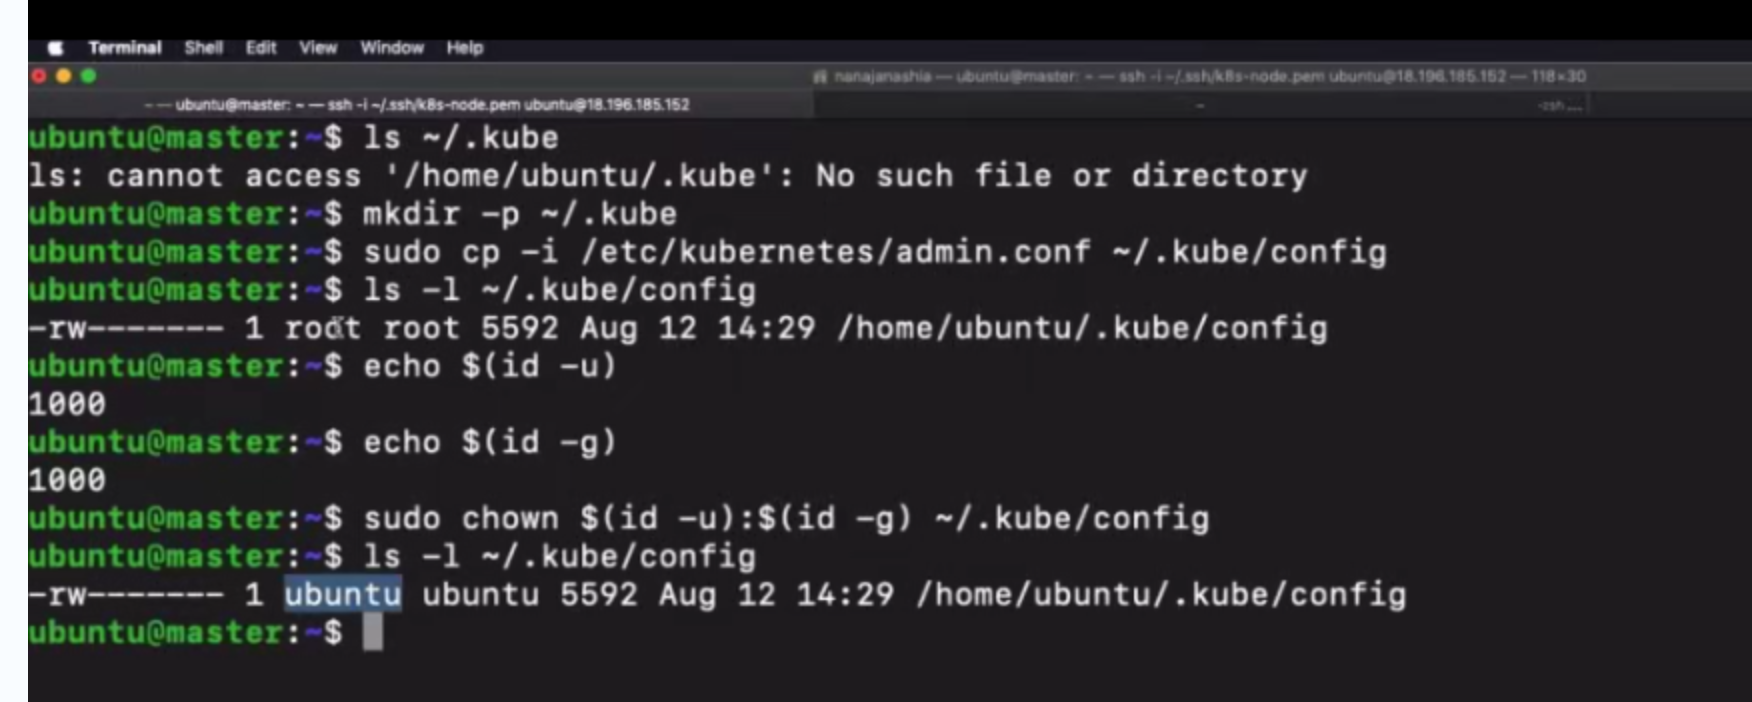 Terminal Shell Edit View Window Help
nanajanashia — ubuntu@master: ~ — ssh -i ~/.ssh/k8s-node.pem ubuntu@18.196.185.152 — 118×30
~ — ubuntu@master: ~ — ssh -i ~/.ssh/k8s-node.pem ubuntu@18.196.185.152 ~ -zsh ....
ubuntu@master:~$ ls ~/.kube
ls: cannot access '/home/ubuntu/.kube': No such file or directory
ubuntu@master:~$ mkdir -p ~/.kube
ubuntu@master:~$ sudo cp -i /etc/kubernetes/admin.conf ~/.kube/config
ubuntu@master:~$ ls -l ~/.kube/config
-rw------- 1 root root 5592 Aug 12 14:29 /home/ubuntu/.kube/config
ubuntu@master:~$ echo $(id -u)
1000
ubuntu@master:~$ echo $(id -g)
1000
ubuntu@master:~$ sudo chown $(id -u):$(id -g) ~/.kube/config
ubuntu@master:~$ ls -l ~/.kube/config
-rw------- 1 ubuntu ubuntu 5592 Aug 12 14:29 /home/ubuntu/.kube/config
ubuntu@master:~$